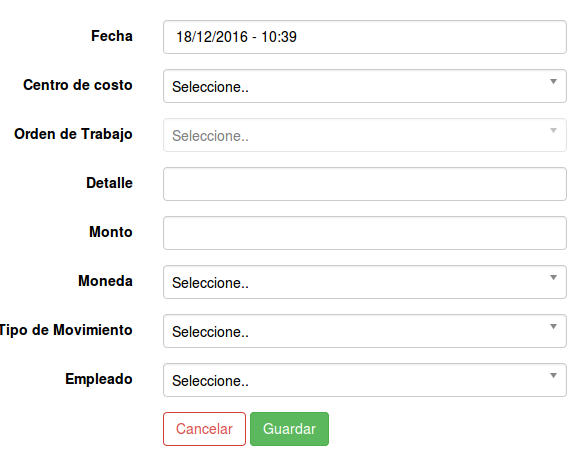 Fecha 18/12/2016 - 10:39
Centro de costo Seleccione..
Orden de Trabajo Seleccione..
Detalle
Monto
Moneda Seleccione..
Tipo de Movimiento Seleccione..
Empleado Seleccione..
Cancelar Guardar